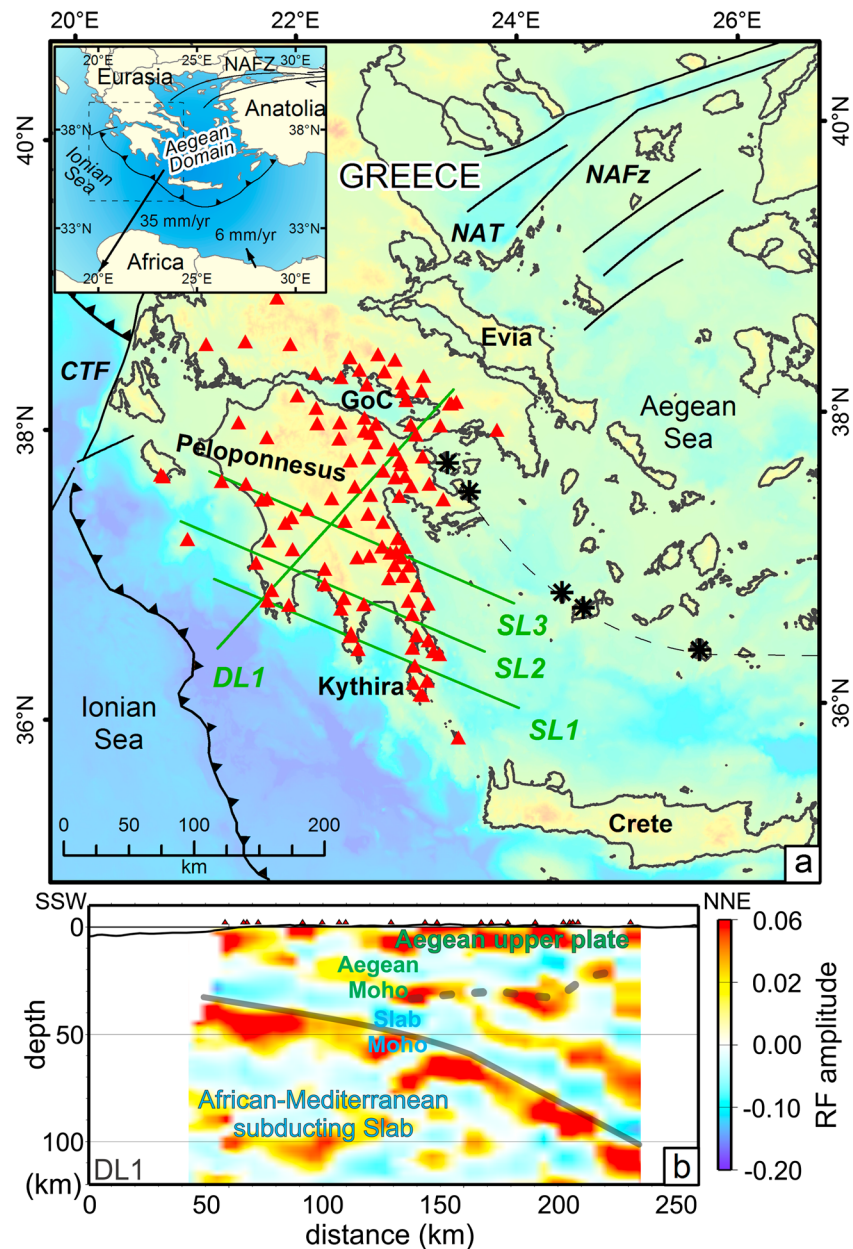 20°E 22°E 24°E 26°E
20°E 25°E 30°E
Eurasia
NAFZ
Anatolia
38°N 38°N
Aegean
Domain
Ionian
Sea
35 mm/yr
6 mm/yr
33°N 33°N
Africa
20°E 25°E 30°E
40°N 40°N
GREECE
NAFz
NAT
Evia
CTF
GoC
Aegean
Sea
38°N 38°N
Peloponnesus
SL3
SL2
DL1
Kythira
SL1
36°N 36°N
Ionian
Sea
0 50 100 200
km
Crete
a
SSW NNE
0
50
100
(km)
depth
Aegean upper plate
Aegean
Moho
Slab
Moho
African-Mediterranean
subducting Slab
DL1
b
0 50 100 150 200 250
distance (km)
0.06
0.04
0.00
-0.10
-0.20
RF amplitude